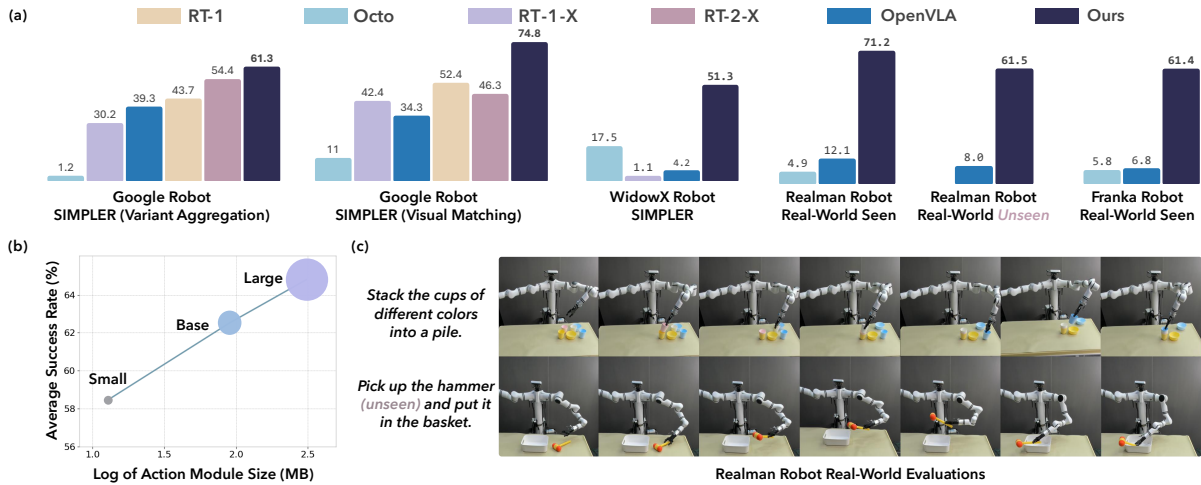 (a)
RT-1 Octo RT-1-X RT-2-X OpenVLA Ours
1.2 30.2 39.3 43.7 54.4 61.3
Google Robot
SIMPLER (Variant Aggregation)
11 42.4 34.3 52.4 46.3 74.8
Google Robot
SIMPLER (Visual Matching)
17.5 1.1 4.2 51.3
WidowX Robot
SIMPLER
4.9 12.1 71.2
Realman Robot
Real-World Seen
8.0 61.5
Realman Robot
Real-World Unseen
5.8 6.8 61.4
Franka Robot
Real-World Seen
(b)
Average Success Rate (%)
64
62
60
58
56
Large
Base
Small
1.0 1.5 2.0 2.5
Log of Action Module Size (MB)
(c)
Stack the cups of
different colors
into a pile.
Pick up the hammer
(unseen) and put it
in the basket.
Realman Robot Real-World Evaluations